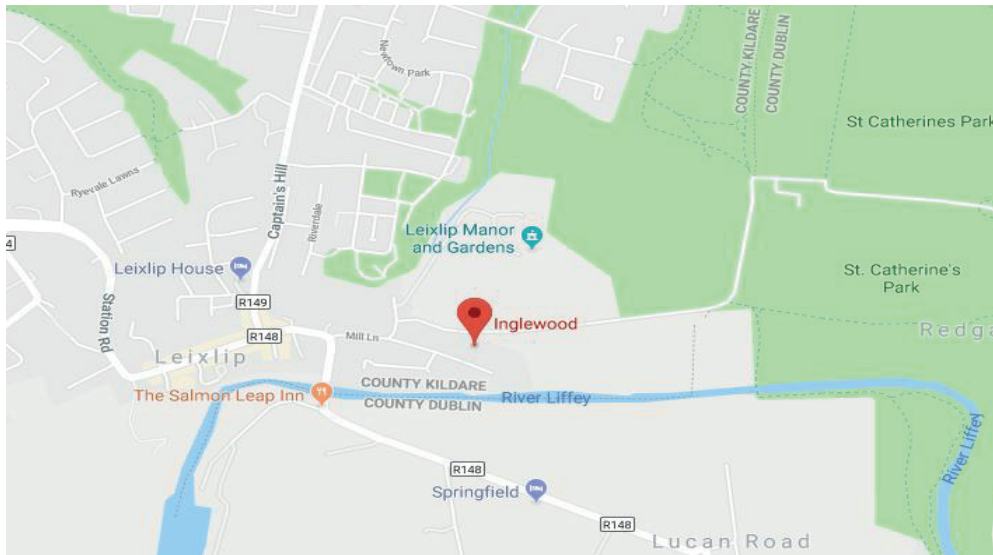 Newtown Park
COUNTY KILDARE
COUNTY DUBLIN
St Catherines Park
Ryevale Lawns
Captain's Hill
Riverdale
Leixlip Manor
and Gardens
4
Leixlip House
St. Catherine's
Park
Station Rd
R149
Inglewood
Redga
R148
Mill Ln
Leixlip
COUNTY KILDARE
The Salmon Leap Inn
COUNTY DUBLIN
River Liffey
River Liffey
R148
Springfield
R148
Lucan Road